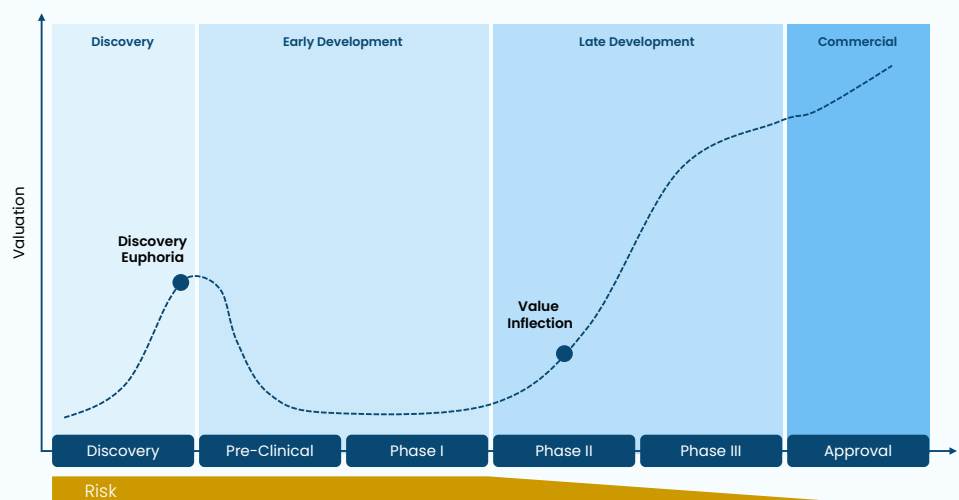 Discovery
Early Development
Late Development
Commercial
Valuation
Discovery
Euphoria
Value
Inflection
Discovery
Pre-Clinical
Phase I
Phase II
Phase III
Approval
Risk